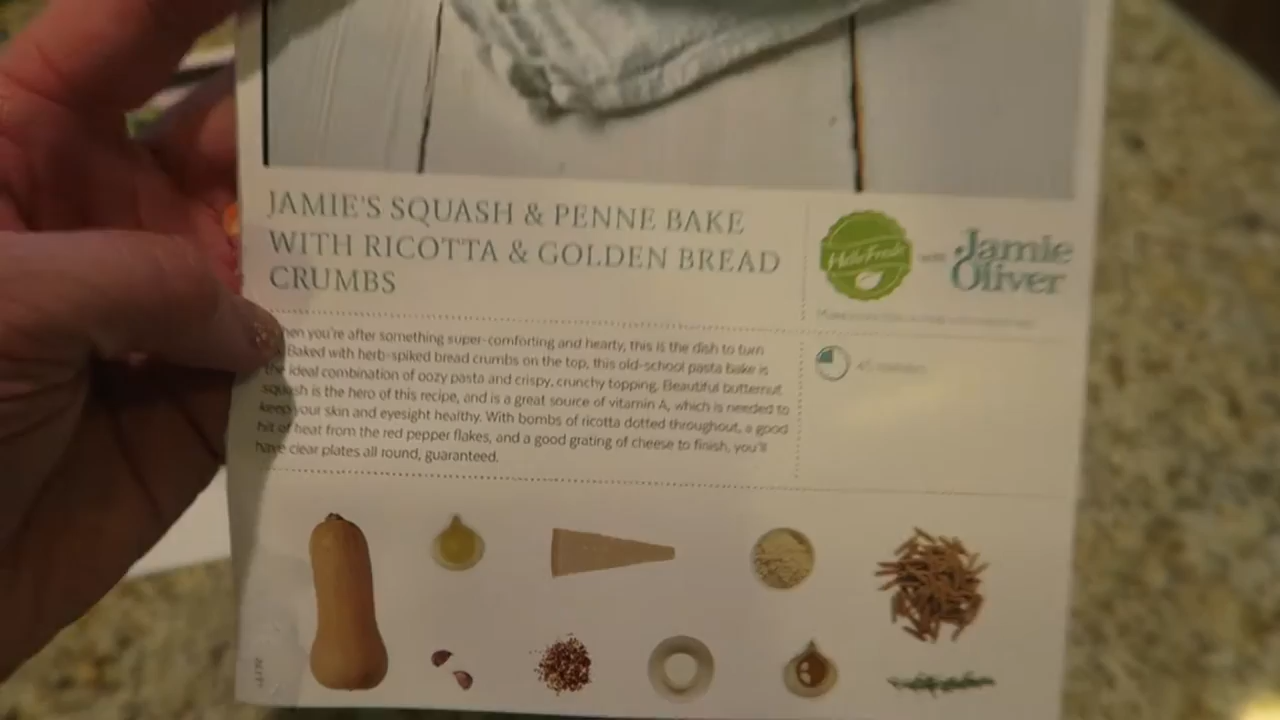 JAMIE'S SQUASH & PENNE BAKE
WITH RICOTTA & GOLDEN BREAD
CRUMBS
HelloFresh
with
Jamie
Oliver
you're after something super-comforting and hearty, this is the dish to turn
Baked with herb-spiked bread crumbs on the top, this old-school pasta bake is
the ideal combination of oozy pasta and crispy, crunchy topping. Beautiful butternut
squash is the hero of this recipe, and is a great source of vitamin A, which is needed to
keep your skin and eyesight healthy. With bombs of ricotta dotted throughout, a good
hit of heat from the red pepper flakes, and a good grating of cheese to finish, you'll
have clear plates all round, guaranteed.